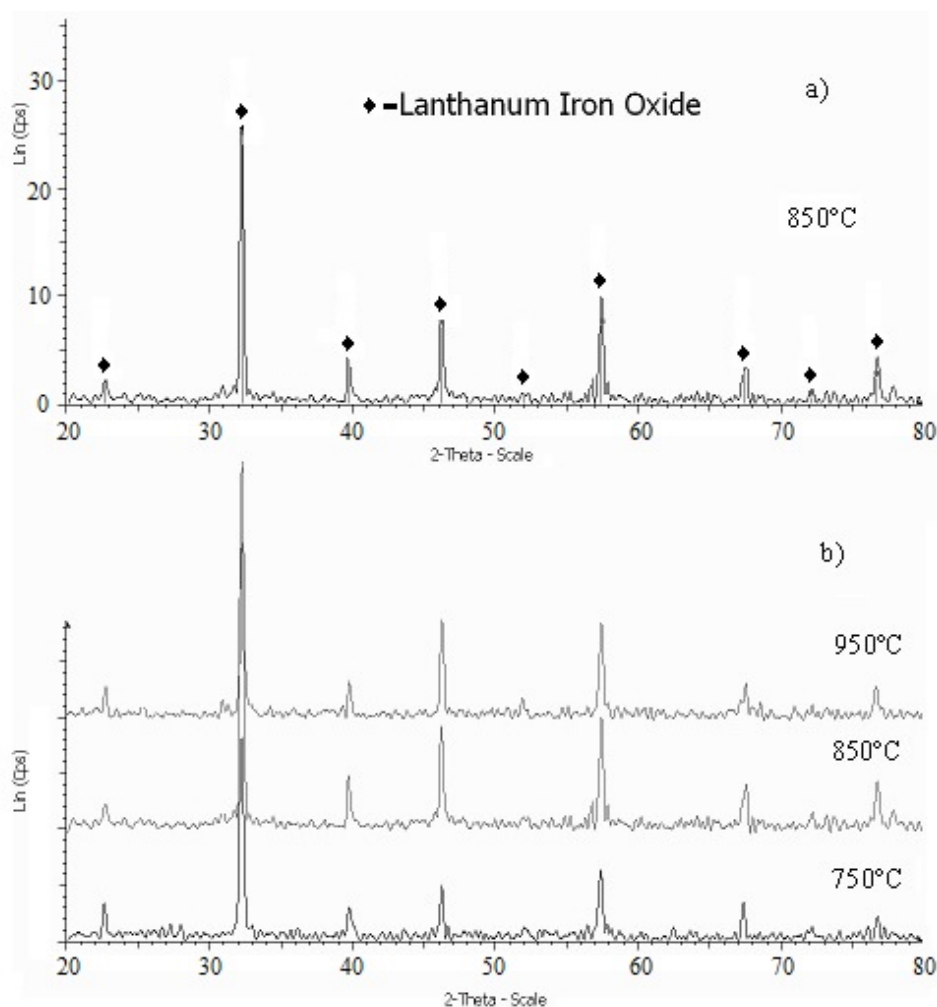 Lin (Cps)
30
20
10
0
a)
◆-Lanthanum Iron Oxide
850°C
20 30 40 50 60 70 80
2-Theta - Scale
b)
950°C
850°C
750°C
Lin (Cps)
20 30 40 50 60 70 80
2-Theta - Scale